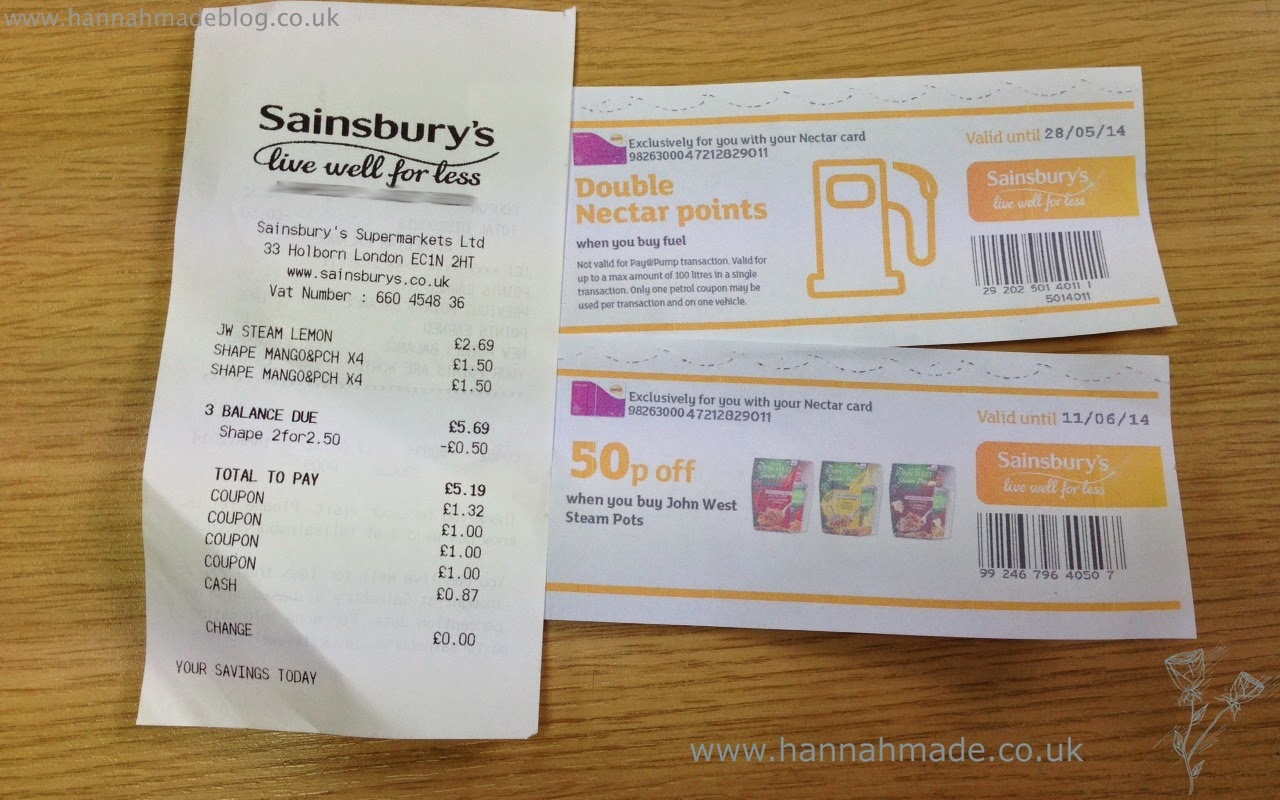 www.hannahmadeblog.co.uk
Sainsbury's
live well for less
Sainsbury's Supermarkets Ltd
33 Holborn London EC1N 2HT
www.sainsburys.co.uk
Vat Number : 660 4548 36
JW STEAM LEMON £2.69
SHAPE MANGO&PCH X4 £1.50
SHAPE MANGO&PCH X4 £1.50
3 BALANCE DUE £5.69
Shape 2for2.50 -£0.50
TOTAL TO PAY £5.19
COUPON £1.32
COUPON £1.00
COUPON £1.00
COUPON £1.00
CASH £0.87
CHANGE £0.00
YOUR SAVINGS TODAY
Exclusively for you with your Nectar card
9826300047212829011
Valid until 28/05/14
Double
Nectar points
when you buy fuel
Not valid for Pay@Pump transaction. Valid for
up to a max amount of 100 litres in a single
transaction. Only one petrol coupon may be
used per transaction and on one vehicle.
Sainsbury's
live well for less
29 202 501 4011 1
5014011
Exclusively for you with your Nectar card
9826300047212829011
Valid until 11/06/14
50p off
when you buy John West
Steam Pots
Sainsbury's
live well for less
99 246 796 4050 7
www.hannahmade.co.uk